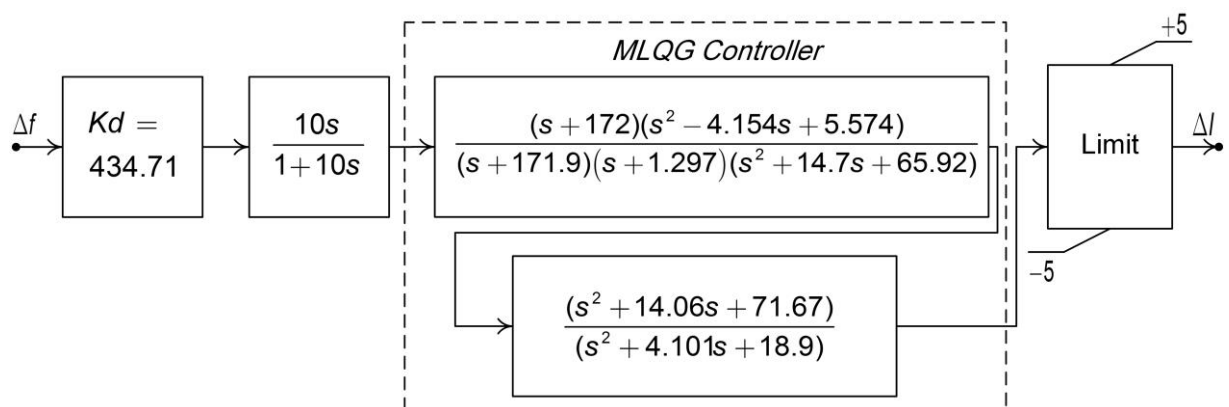 +5
MLQG Controller
Δf
Kd =
434.71
10s
1+10s
(s+172)(s² − 4.154s + 5.574)
(s+171.9)(s+1.297)(s² +14.7s + 65.92)
Limit
Δl
−5
(s² +14.06s + 71.67)
(s² + 4.101s +18.9)